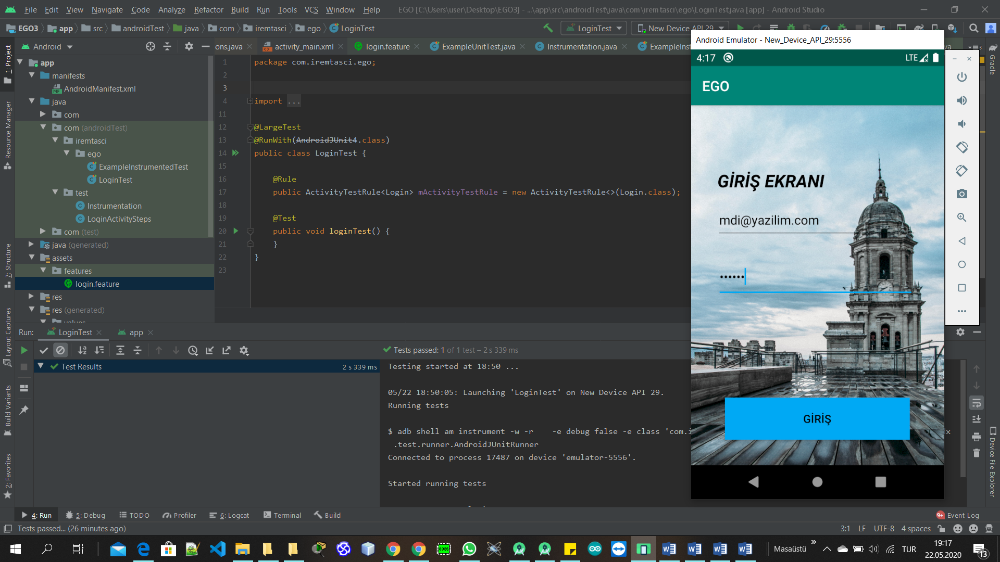 File Edit View Navigate Code Analyze Refactor Build Run Tools VCS Window Help EGO [C:\Users\user\Desktop\EGO3] - ...\app\src\androidTest\java\com\iremtasci\ego\LoginTest.java [app] - Android Studio
EGO3 app src androidTest java com iremtasci ego LoginTest LoginTest New Device API 29
Android
ons.java activity_main.xml login.feature ExampleUnitTest.java Instrumentation.java ExampleInst
1: Project
Resource Manager
7: Structure
Layout Captures
Build Variants
2: Favorites
app
manifests
AndroidManifest.xml
java
com
com (androidTest)
iremtasci
ego
ExampleInstrumentedTest
LoginTest
test
Instrumentation
LoginActivitySteps
com (test)
java (generated)
assets
features
login.feature
res
res (generated)
values
1 package com.iremtasci.ego;
2
3
4 import ...
11
12 @LargeTest
13 @RunWith(AndroidJUnit4.class)
14 public class LoginTest {
15
16 @Rule
17 public ActivityTestRule<Login> mActivityTestRule = new ActivityTestRule<>(Login.class);
18
19 @Test
20 public void loginTest() {
21 }
22 }
23
Android Emulator - New_Device_API_29:5556
4:17 LTE
EGO
GİRİŞ EKRANI
mdi@yazilim.com
••••••
GİRİŞ
Gradle
Device File Explorer
Run: LoginTest app
Tests passed: 1 of 1 test – 2 s 339 ms
Test Results 2 s 339 ms
Testing started at 18:50 ...
05/22 18:50:05: Launching 'LoginTest' on New Device API 29.
Running tests
$ adb shell am instrument -w -r -e debug false -e class 'com.i
.test.runner.AndroidJUnitRunner
Connected to process 17487 on device 'emulator-5556'.
Started running tests
4: Run 5: Debug TODO Profiler 6: Logcat Terminal Build 9+ Event Log
Tests passed... (26 minutes ago) 3:1 LF UTF-8 4 spaces
Masaüstü TUR 19:17
22.05.2020
13